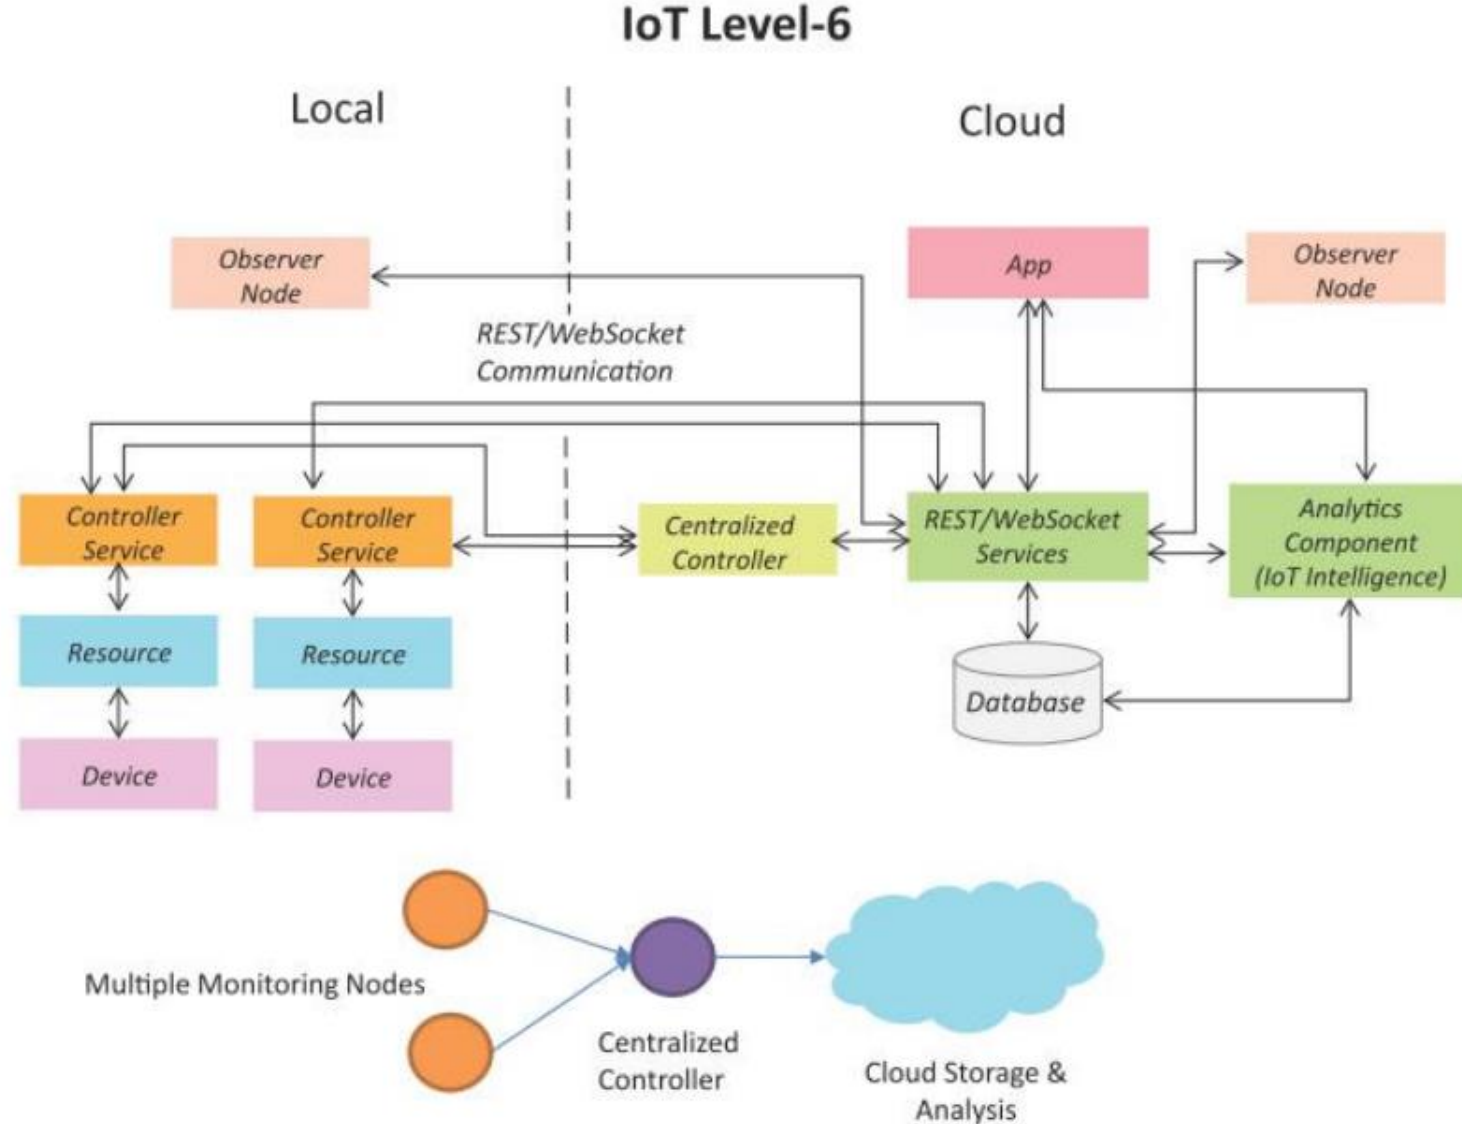 IoT Level-6
Local
Cloud
Observer
Node
App
Observer
Node
REST/WebSocket
Communication
Controller
Service
Controller
Service
Centralized
Controller
REST/WebSocket
Services
Analytics
Component
(IoT Intelligence)
Resource
Resource
Database
Device
Device
Multiple Monitoring Nodes
Centralized
Controller
Cloud Storage &
Analysis